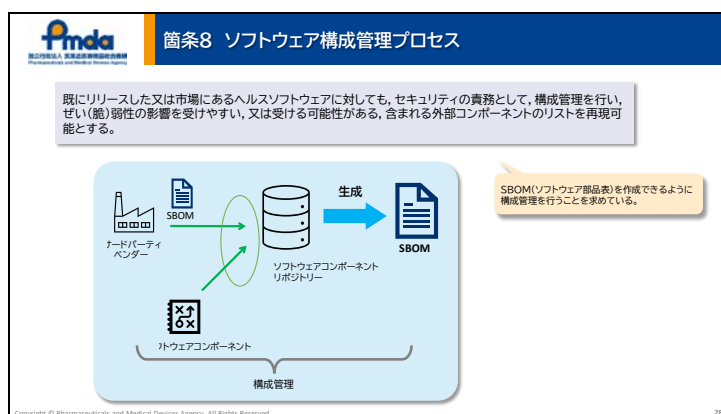 Pmda
独立行政法人 医薬品医療機器総合機構
Pharmaceuticals and Medical Devices Agency
箇条8 ソフトウェア構成管理プロセス
既にリリースした又は市場にあるヘルスソフトウェアに対しても，セキュリティの責務として，構成管理を行い，
ぜい（脆）弱性の影響を受けやすい，又は受ける可能性がある，含まれる外部コンポーネントのリストを再現可
能とする。
SBOM
ナードパーティ
ベンダー
ソフトウェアコンポーネント
リポジトリー
生成
SBOM
SBOM（ソフトウェア部品表）を作成できるように
構成管理を行うことを求めている。
トウェアコンポーネント
構成管理
Copyright © Pharmaceuticals and Medical Devices Agency, All Rights Reserved